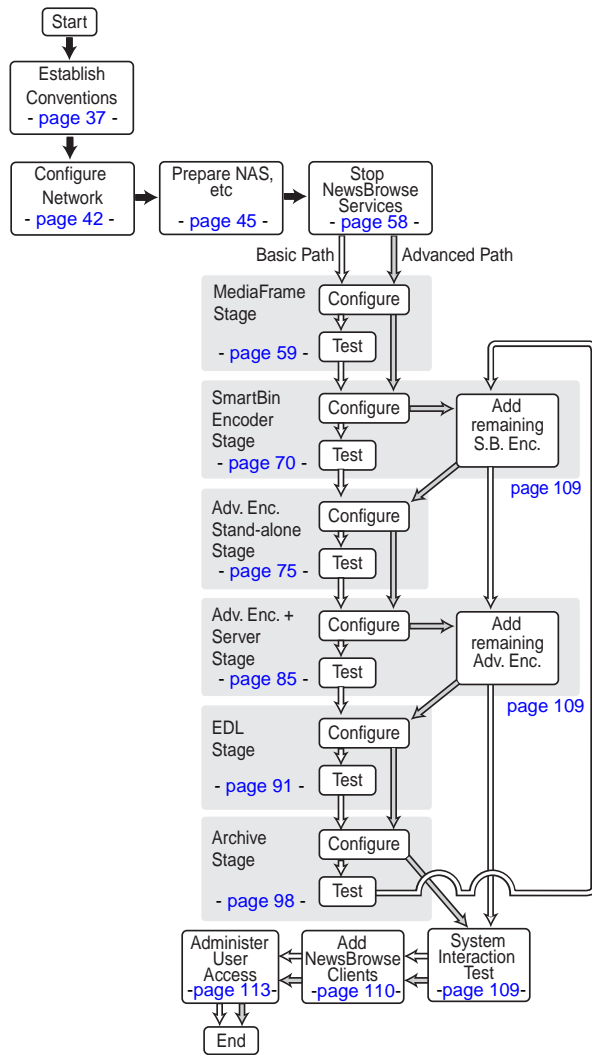 Start
Establish
Conventions
- page 37 -
Configure
Network
- page 42 -
Prepare NAS,
etc
- page 45 -
Stop
NewsBrowse
Services
- page 58 -
Basic Path
Advanced Path
MediaFrame
Stage
- page 59 -
Configure
Test
SmartBin
Encoder
Stage
- page 70 -
Configure
Test
Add
remaining
S.B. Enc.
page 109
Adv. Enc.
Stand-alone
Stage
- page 75 -
Configure
Test
Adv. Enc. +
Server
Stage
- page 85 -
Configure
Test
Add
remaining
Adv. Enc.
page 109
EDL
Stage
- page 91 -
Configure
Test
Archive
Stage
- page 98 -
Configure
Test
Administer
User
Access
-page 113-
Add
NewsBrowse
Clients
-page 110-
System
Interaction
Test
-page 109-
End